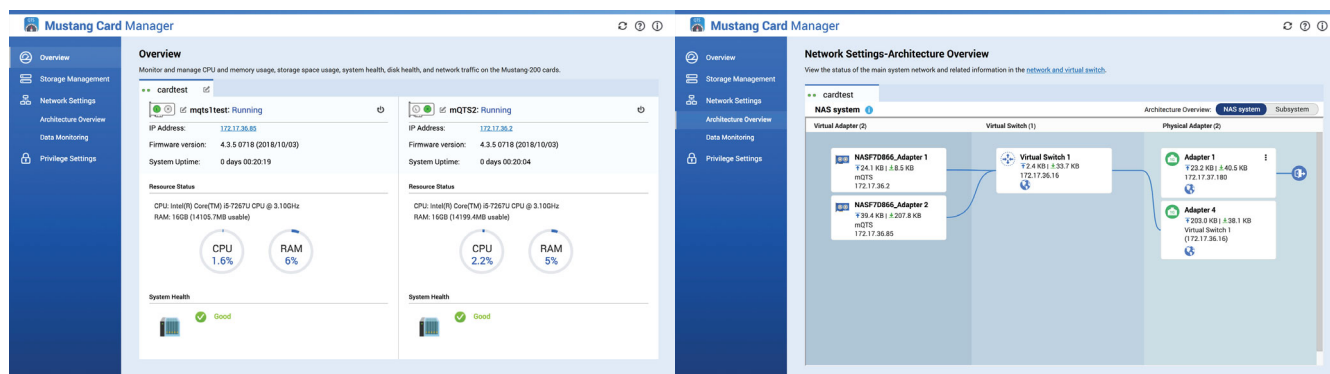 Mustang Card Manager
Overview
Storage Management
Network Settings
Architecture Overview
Data Monitoring
Privilege Settings
Overview
Monitor and manage CPU and memory usage, storage space usage, system health, disk health, and network traffic on the Mustang-200 cards.
cardtest
mqts1test: Running
IP Address: 172.17.36.85
Firmware version: 4.3.5 0718 (2018/10/03)
System Uptime: 0 days 00:20:19
Resource Status
CPU: Intel(R) Core(TM) i5-7267U CPU @ 3.10GHz
RAM: 16GB (14105.7MB usable)
CPU
1.6%
RAM
6%
System Health
Good
mQTS2: Running
IP Address: 172.17.36.2
Firmware version: 4.3.5 0718 (2018/10/03)
System Uptime: 0 days 00:20:04
Resource Status
CPU: Intel(R) Core(TM) i5-7267U CPU @ 3.10GHz
RAM: 16GB (14199.4MB usable)
CPU
2.2%
RAM
5%
System Health
Good
Mustang Card Manager
Overview
Storage Management
Network Settings
Architecture Overview
Data Monitoring
Privilege Settings
Network Settings-Architecture Overview
View the status of the main system network and related information in the network and virtual switch.
cardtest
NAS system
Architecture Overview: NAS system Subsystem
Virtual Adapter (2)
Virtual Switch (1)
Physical Adapter (2)
NASF7D866_Adapter 1
24.1 KB | 8.5 KB
mQTS
172.17.36.2
NASF7D866_Adapter 2
39.4 KB | 207.8 KB
mQTS
172.17.36.85
Virtual Switch 1
2.4 KB | 33.7 KB
172.17.36.16
Adapter 1
23.2 KB | 40.5 KB
172.17.37.180
Adapter 4
203.0 KB | 38.1 KB
Virtual Switch 1
(172.17.36.16)